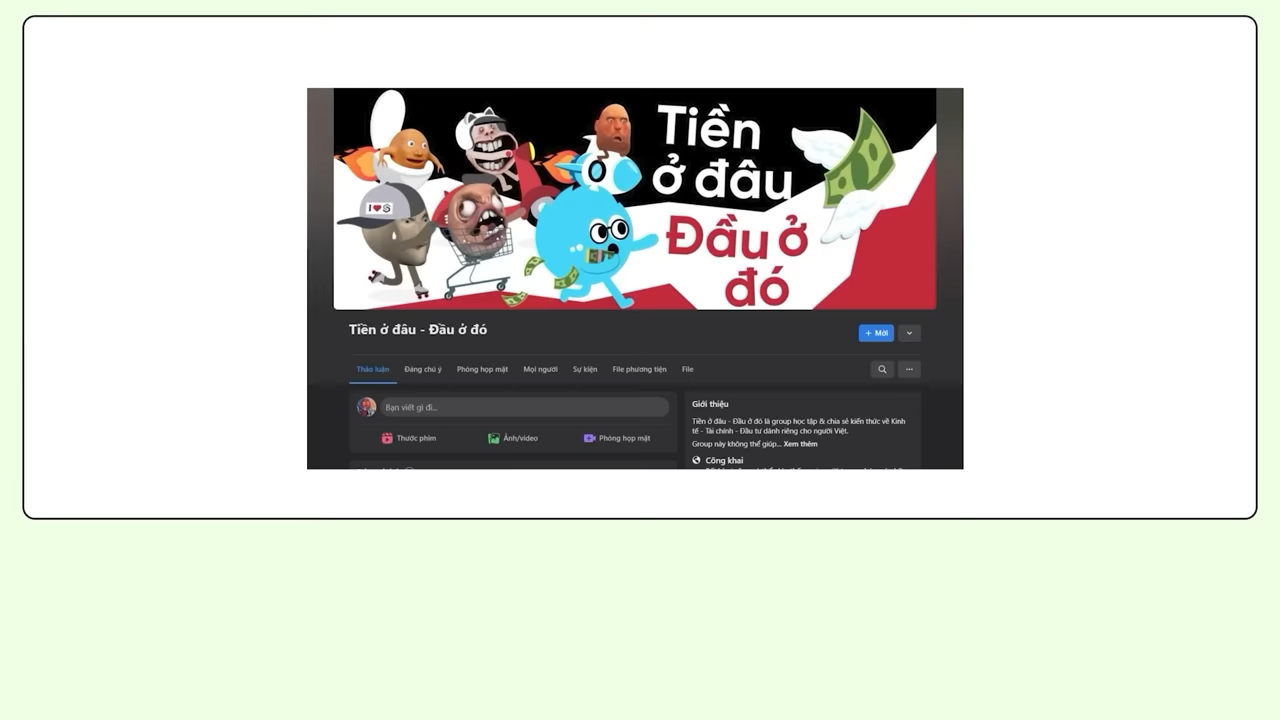 Tiền
ở đâu
Đầu ở
đó
I ❤ $
Tiền ở đâu - Đầu ở đó
+ Mới
Thảo luận Đáng chú ý Phòng họp mặt Mọi người Sự kiện File phương tiện File
Bạn viết gì đi...
Thước phim Ảnh/video Phòng họp mặt
Giới thiệu
Tiền ở đâu - Đầu ở đó là group học tập & chia sẻ kiến thức về Kinh
tế - Tài chính - Đầu tư dành riêng cho người Việt.
Group này không thể giúp... Xem thêm
Công khai